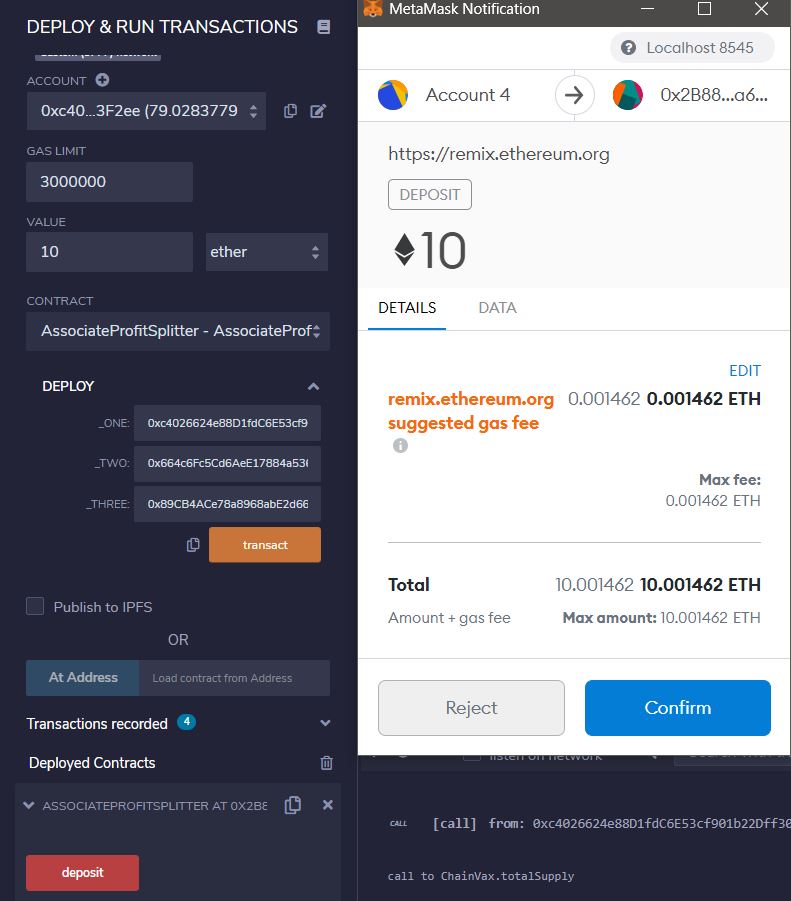 DEPLOY & RUN TRANSACTIONS
ACCOUNT
0xc40...3F2ee (79.0283779
GAS LIMIT
3000000
VALUE
10
ether
CONTRACT
AssociateProfitSplitter - AssociateProf
DEPLOY
_ONE:
0xc4026624e88D1fdC6E53cf9
_TWO:
0x664c6Fc5Cd6AeE17884a536
_THREE:
0x89CB4ACe78a8968abE2d66
transact
Publish to IPFS
OR
At Address
Load contract from Address
Transactions recorded 4
Deployed Contracts
ASSOCIATEPROFITSPLITTER AT 0X2B8
deposit
MetaMask Notification
Localhost 8545
Account 4
0x2B88...a6...
https://remix.ethereum.org
DEPOSIT
10
DETAILS
DATA
EDIT
remix.ethereum.org 0.001462 0.001462 ETH
suggested gas fee
Max fee:
0.001462 ETH
Total 10.001462 10.001462 ETH
Amount + gas fee Max amount: 10.001462 ETH
Reject
Confirm
listen on network
CALL [call] from: 0xc4026624e88D1fdC6E53cf901b22Dff30
call to ChainVax.totalSupply